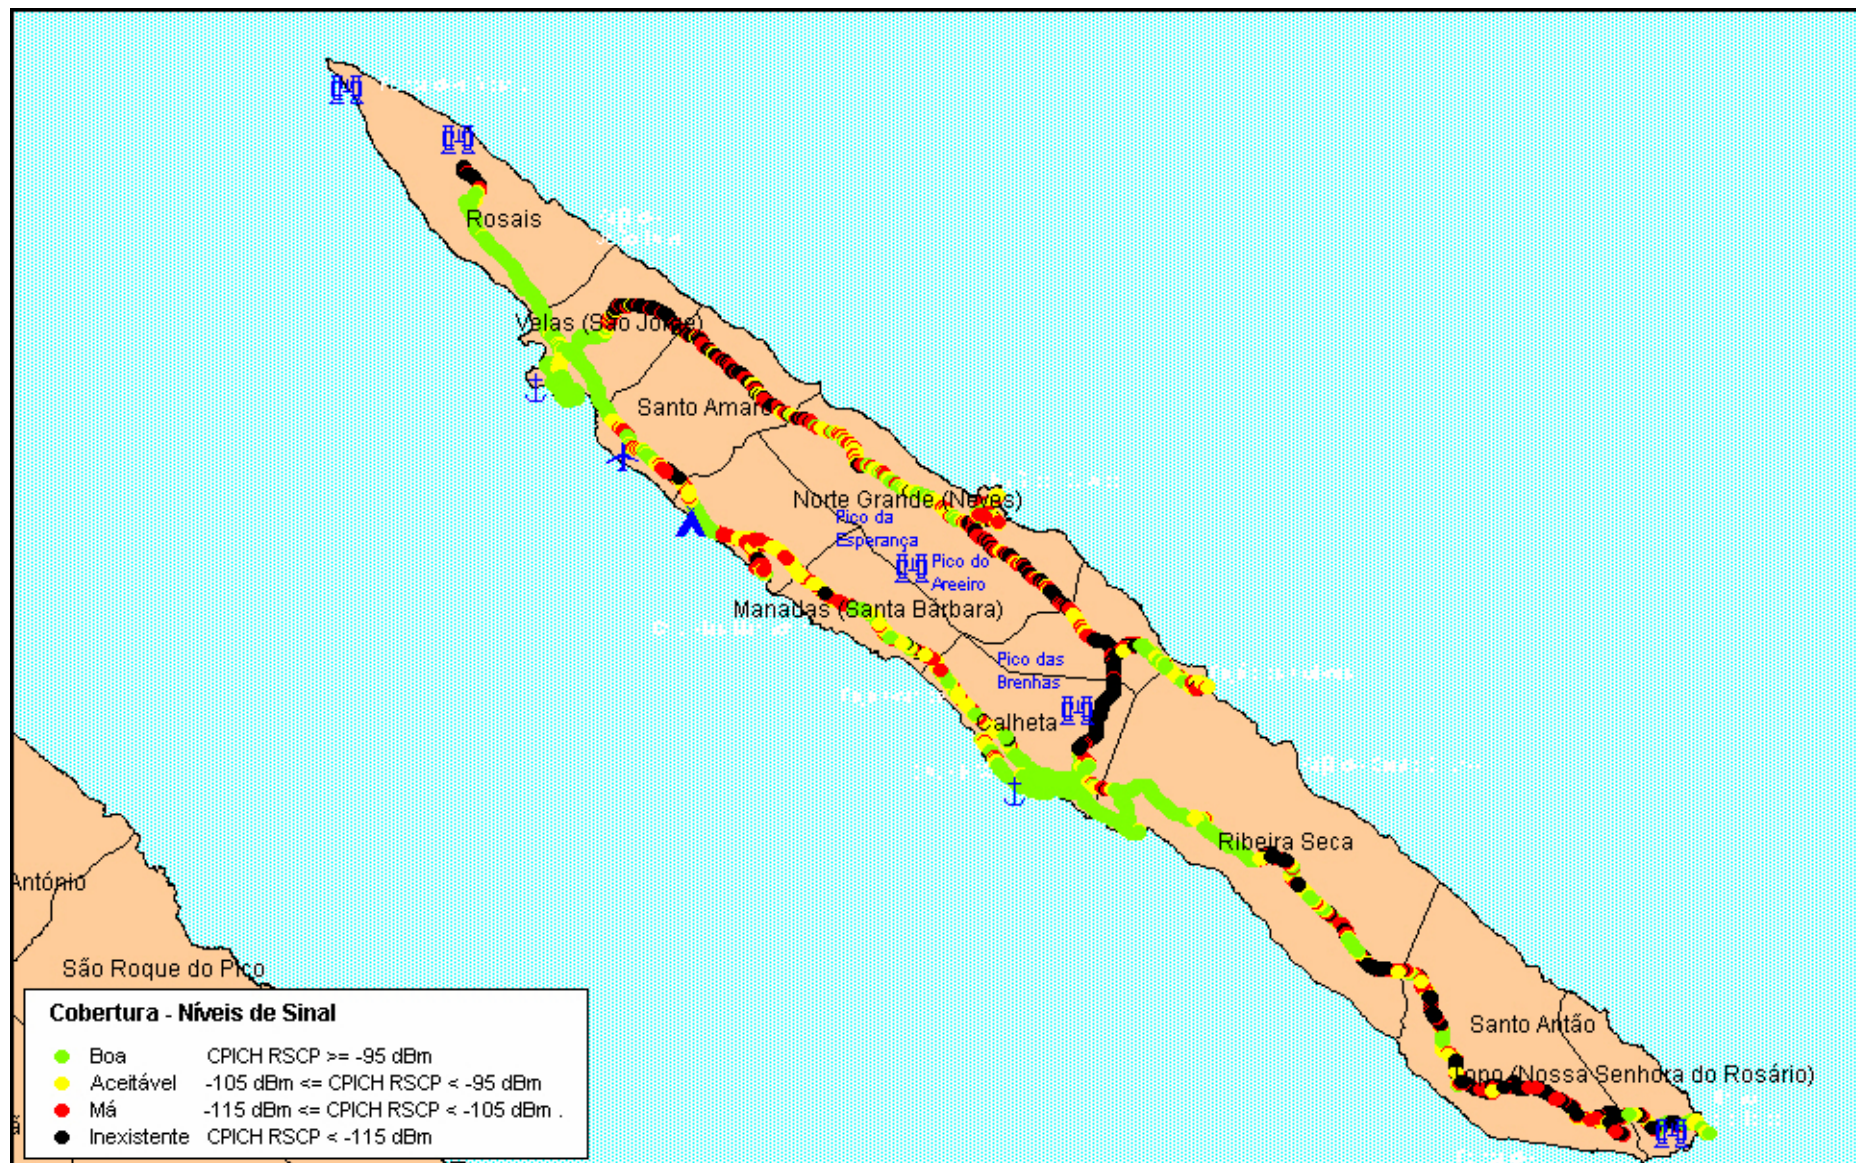 Rosais
Velas (São Jorge)
Santo Amaro
Norte Grande (Neves)
Pico da
Esperança
Pico do
Areeiro
Manadas (Santa Bárbara)
Pico das
Brenhas
Calheta
Ribeira Seca
António
São Roque do Pico
Santo Antão
Topo (Nossa Senhora do Rosário)
Cobertura - Níveis de Sinal
Boa CPICH RSCP >= -95 dBm
Aceitável -105 dBm <= CPICH RSCP < -95 dBm
Má -115 dBm <= CPICH RSCP < -105 dBm .
Inexistente CPICH RSCP < -115 dBm